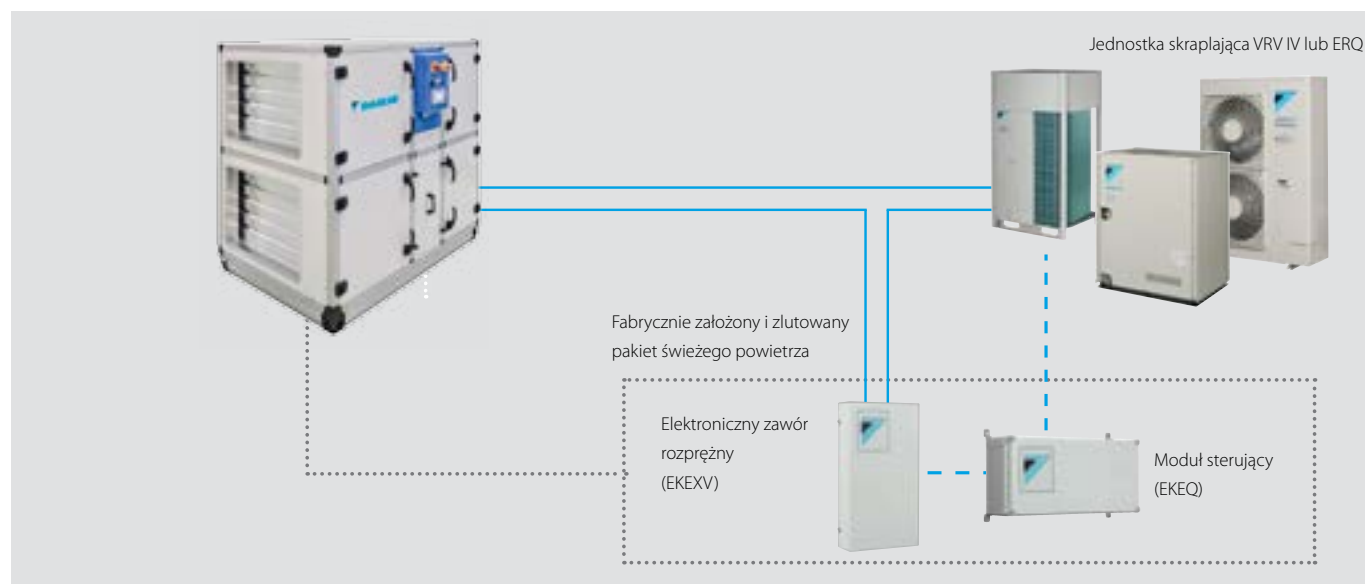 Jednostka skraplająca VRV IV lub ERQ
DAIKIN
Fabrycznie założony i zlutowany
pakiet świeżego powietrza
Elektroniczny zawór
rozprężny
(EKEXV)
Moduł sterujący
(EKEQ)